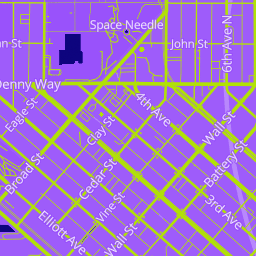 Space Needle
n St
John St
6th Ave N
Denny Way
4th Ave
Eagle St
Clay St
Wall St
Broad St
Cedar St
Battery St
Vine St
3rd Ave
Elliott Ave
Wall St